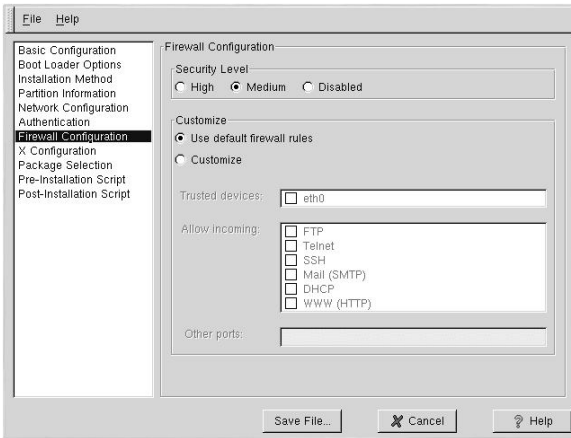 File Help
Basic Configuration
Boot Loader Options
Installation Method
Partition Information
Network Configuration
Authentication
Firewall Configuration
X Configuration
Package Selection
Pre-Installation Script
Post-Installation Script
Firewall Configuration
Security Level
High Medium Disabled
Customize
Use default firewall rules
Customize
Trusted devices: eth0
Allow incoming: FTP
Telnet
SSH
Mail (SMTP)
DHCP
WWW (HTTP)
Other ports:
Save File... Cancel Help